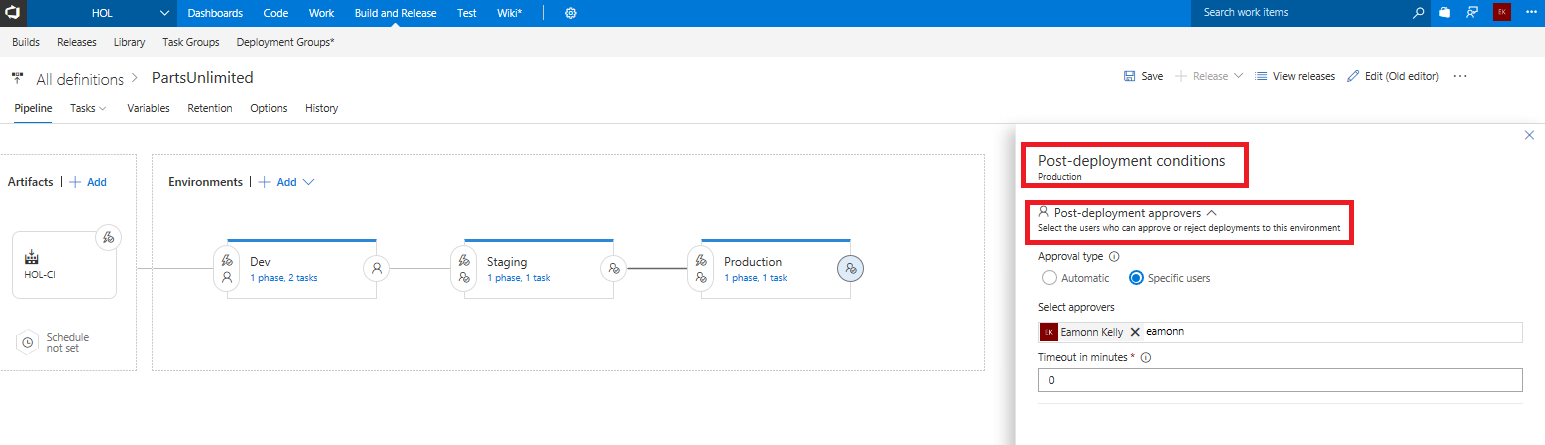 HOL Dashboards Code Work Build and Release Test Wiki* Search work items EK
Builds Releases Library Task Groups Deployment Groups*
All definitions > PartsUnlimited Save Release View releases Edit (Old editor) ...
Pipeline Tasks Variables Retention Options History
Artifacts | + Add
HOL-CI
Schedule
not set
Environments | + Add
Dev
1 phase, 2 tasks
Staging
1 phase, 1 task
Production
1 phase, 1 task
Post-deployment conditions
Production
Post-deployment approvers
Select the users who can approve or reject deployments to this environment
Approval type
Automatic Specific users
Select approvers
EK Eamonn Kelly eamonn
Timeout in minutes *
0